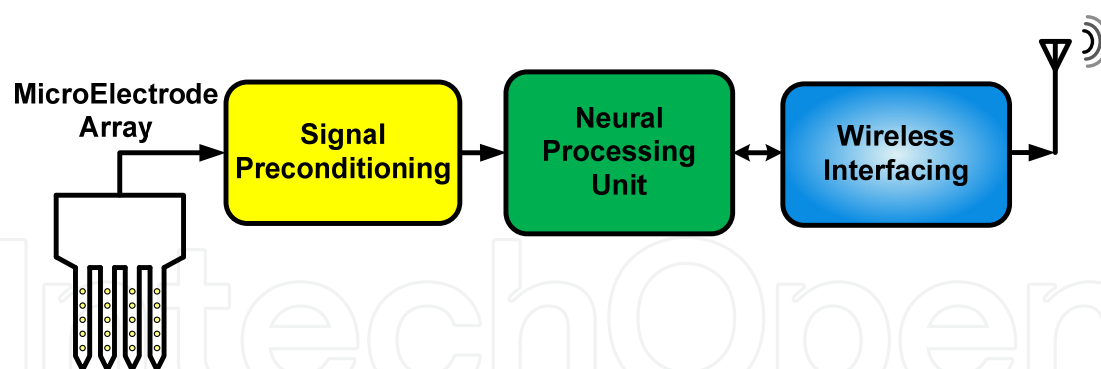 MicroElectrode
Array
Signal
Preconditioning
Neural
Processing
Unit
Wireless
Interfacing
IntechOpen